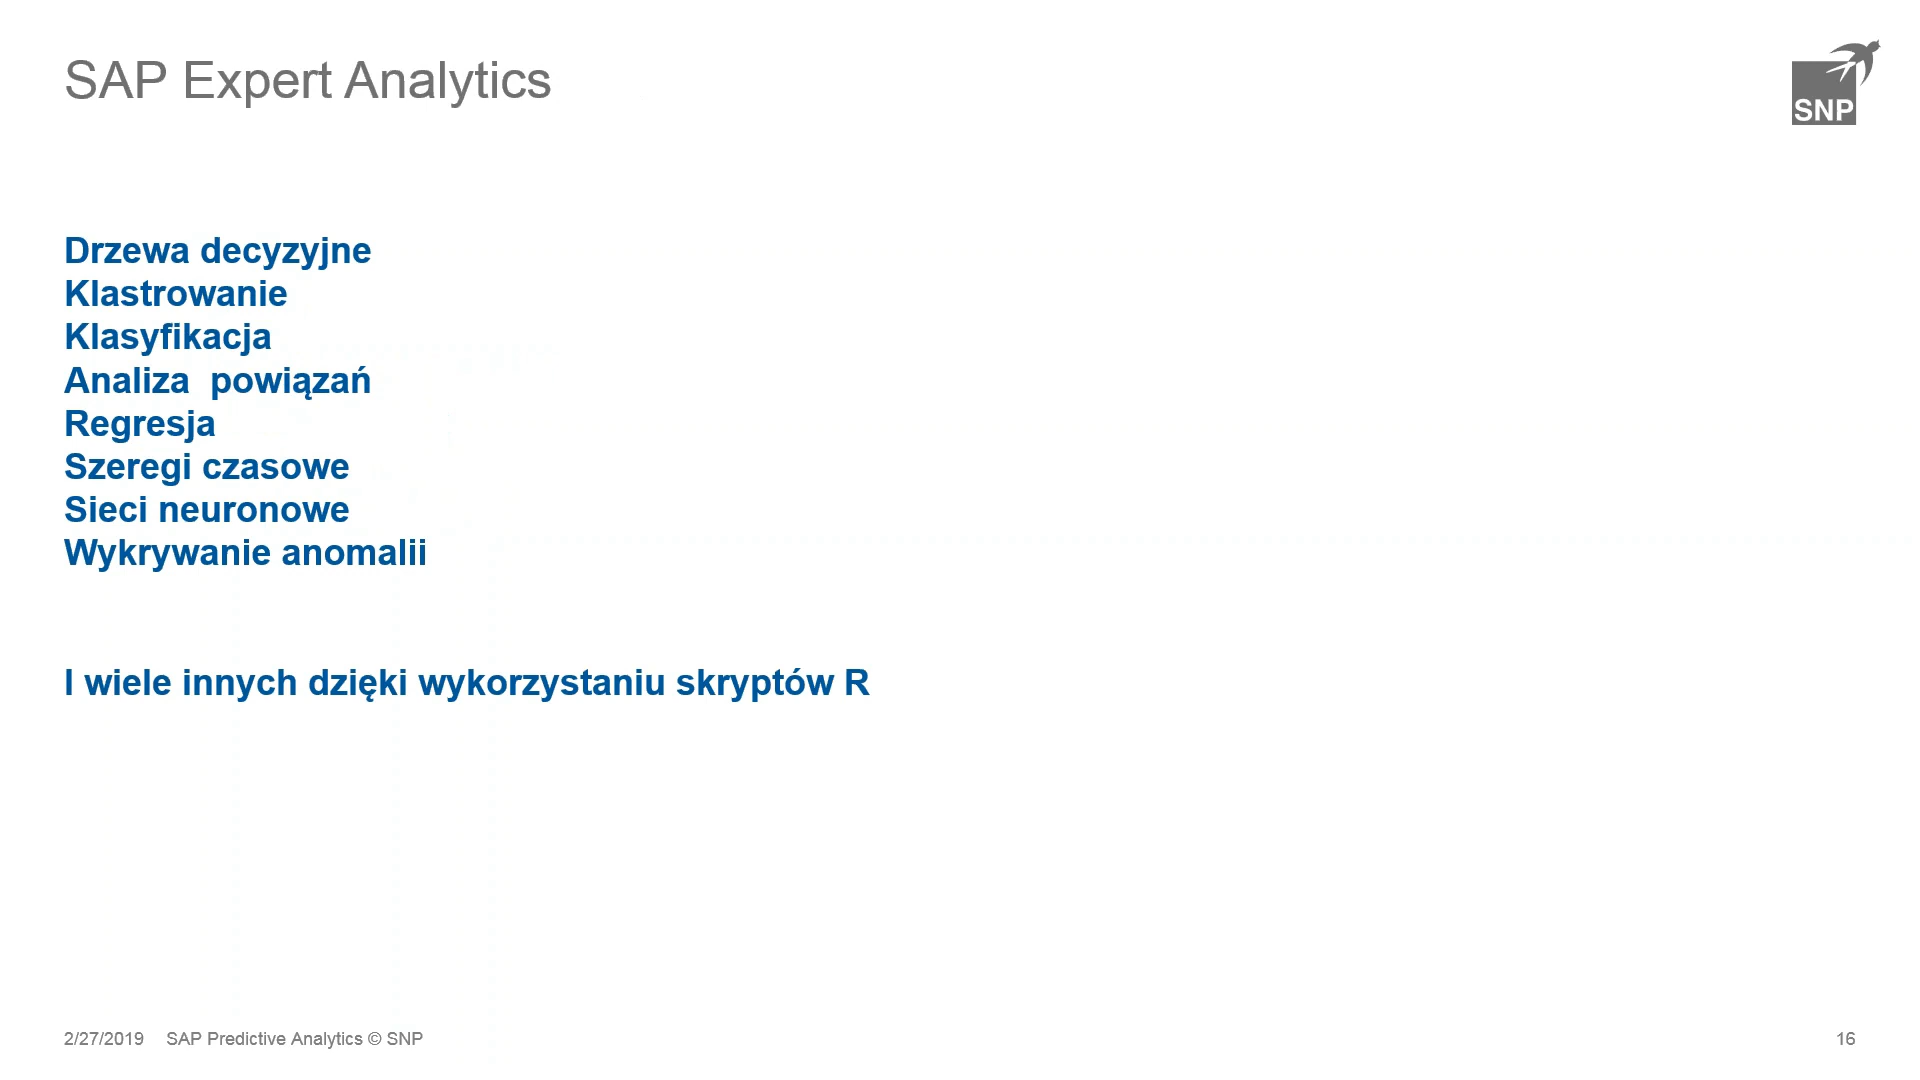 SAP Expert Analytics
SNP
Drzewa decyzyjne
Klastrowanie
Klasyfikacja
Analiza  powiązań
Regresja
Szeregi czasowe
Sieci neuronowe
Wykrywanie anomalii
I wiele innych dzięki wykorzystaniu skryptów R
2/27/2019 SAP Predictive Analytics © SNP 16